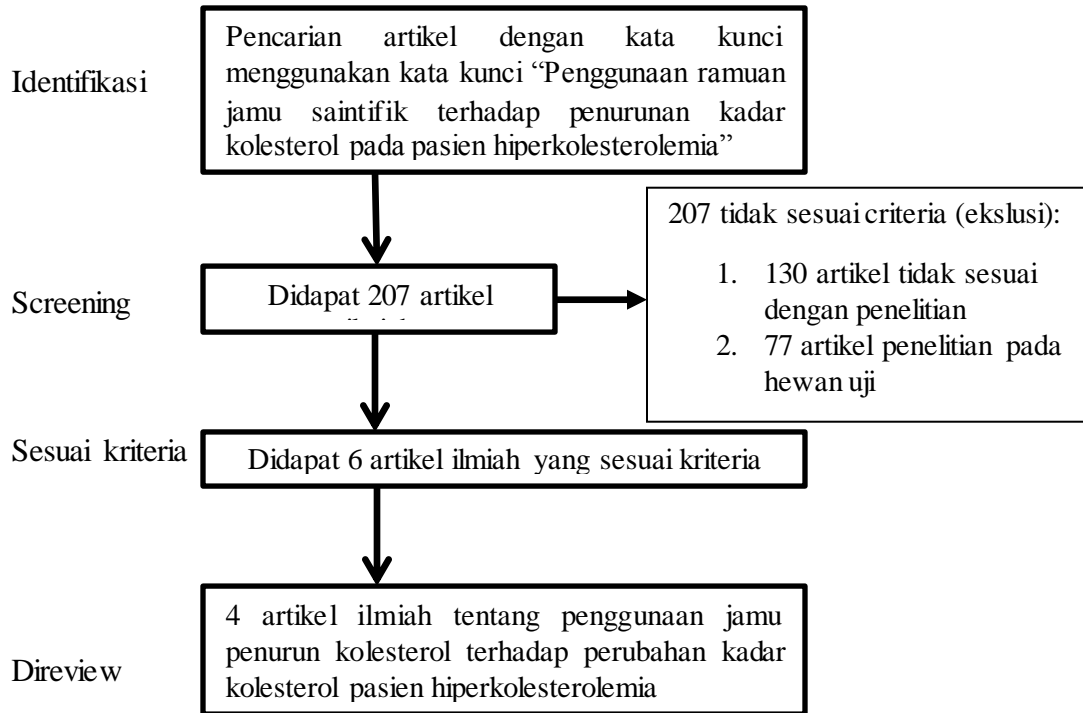 Identifikasi
Pencarian artikel dengan kata kunci
menggunakan kata kunci “Penggunaan ramuan
jamu saintifik terhadap penurunan kadar
kolesterol pada pasien hiperkolesterolemia”
207 tidak sesuai criteria (ekslusi):
1. 130 artikel tidak sesuai
dengan penelitian
2. 77 artikel penelitian pada
hewan uji
Screening
Didapat 207 artikel
Sesuai kriteria
Didapat 6 artikel ilmiah yang sesuai kriteria
Direview
4 artikel ilmiah tentang penggunaan jamu
penurun kolesterol terhadap perubahan kadar
kolesterol pasien hiperkolesterolemia